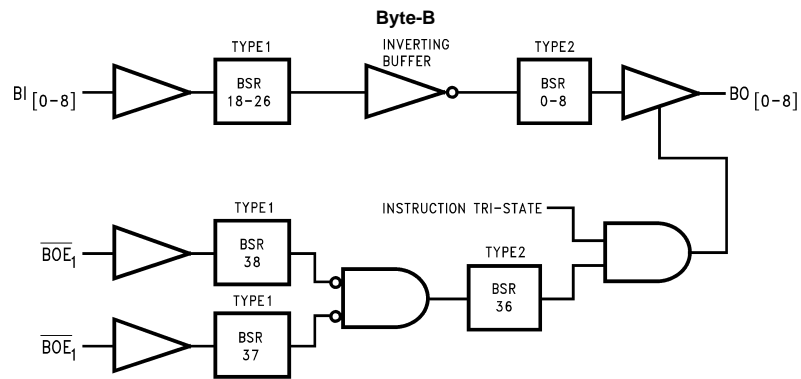 Byte-B
TYPE1
INVERTING
BUFFER
TYPE2
BI [0-8]
BSR
18-26
BSR
0-8
BO [0-8]
TYPE1
INSTRUCTION TRI-STATE
BOE1
BSR
38
TYPE2
TYPE1
BSR
36
BOE1
BSR
37